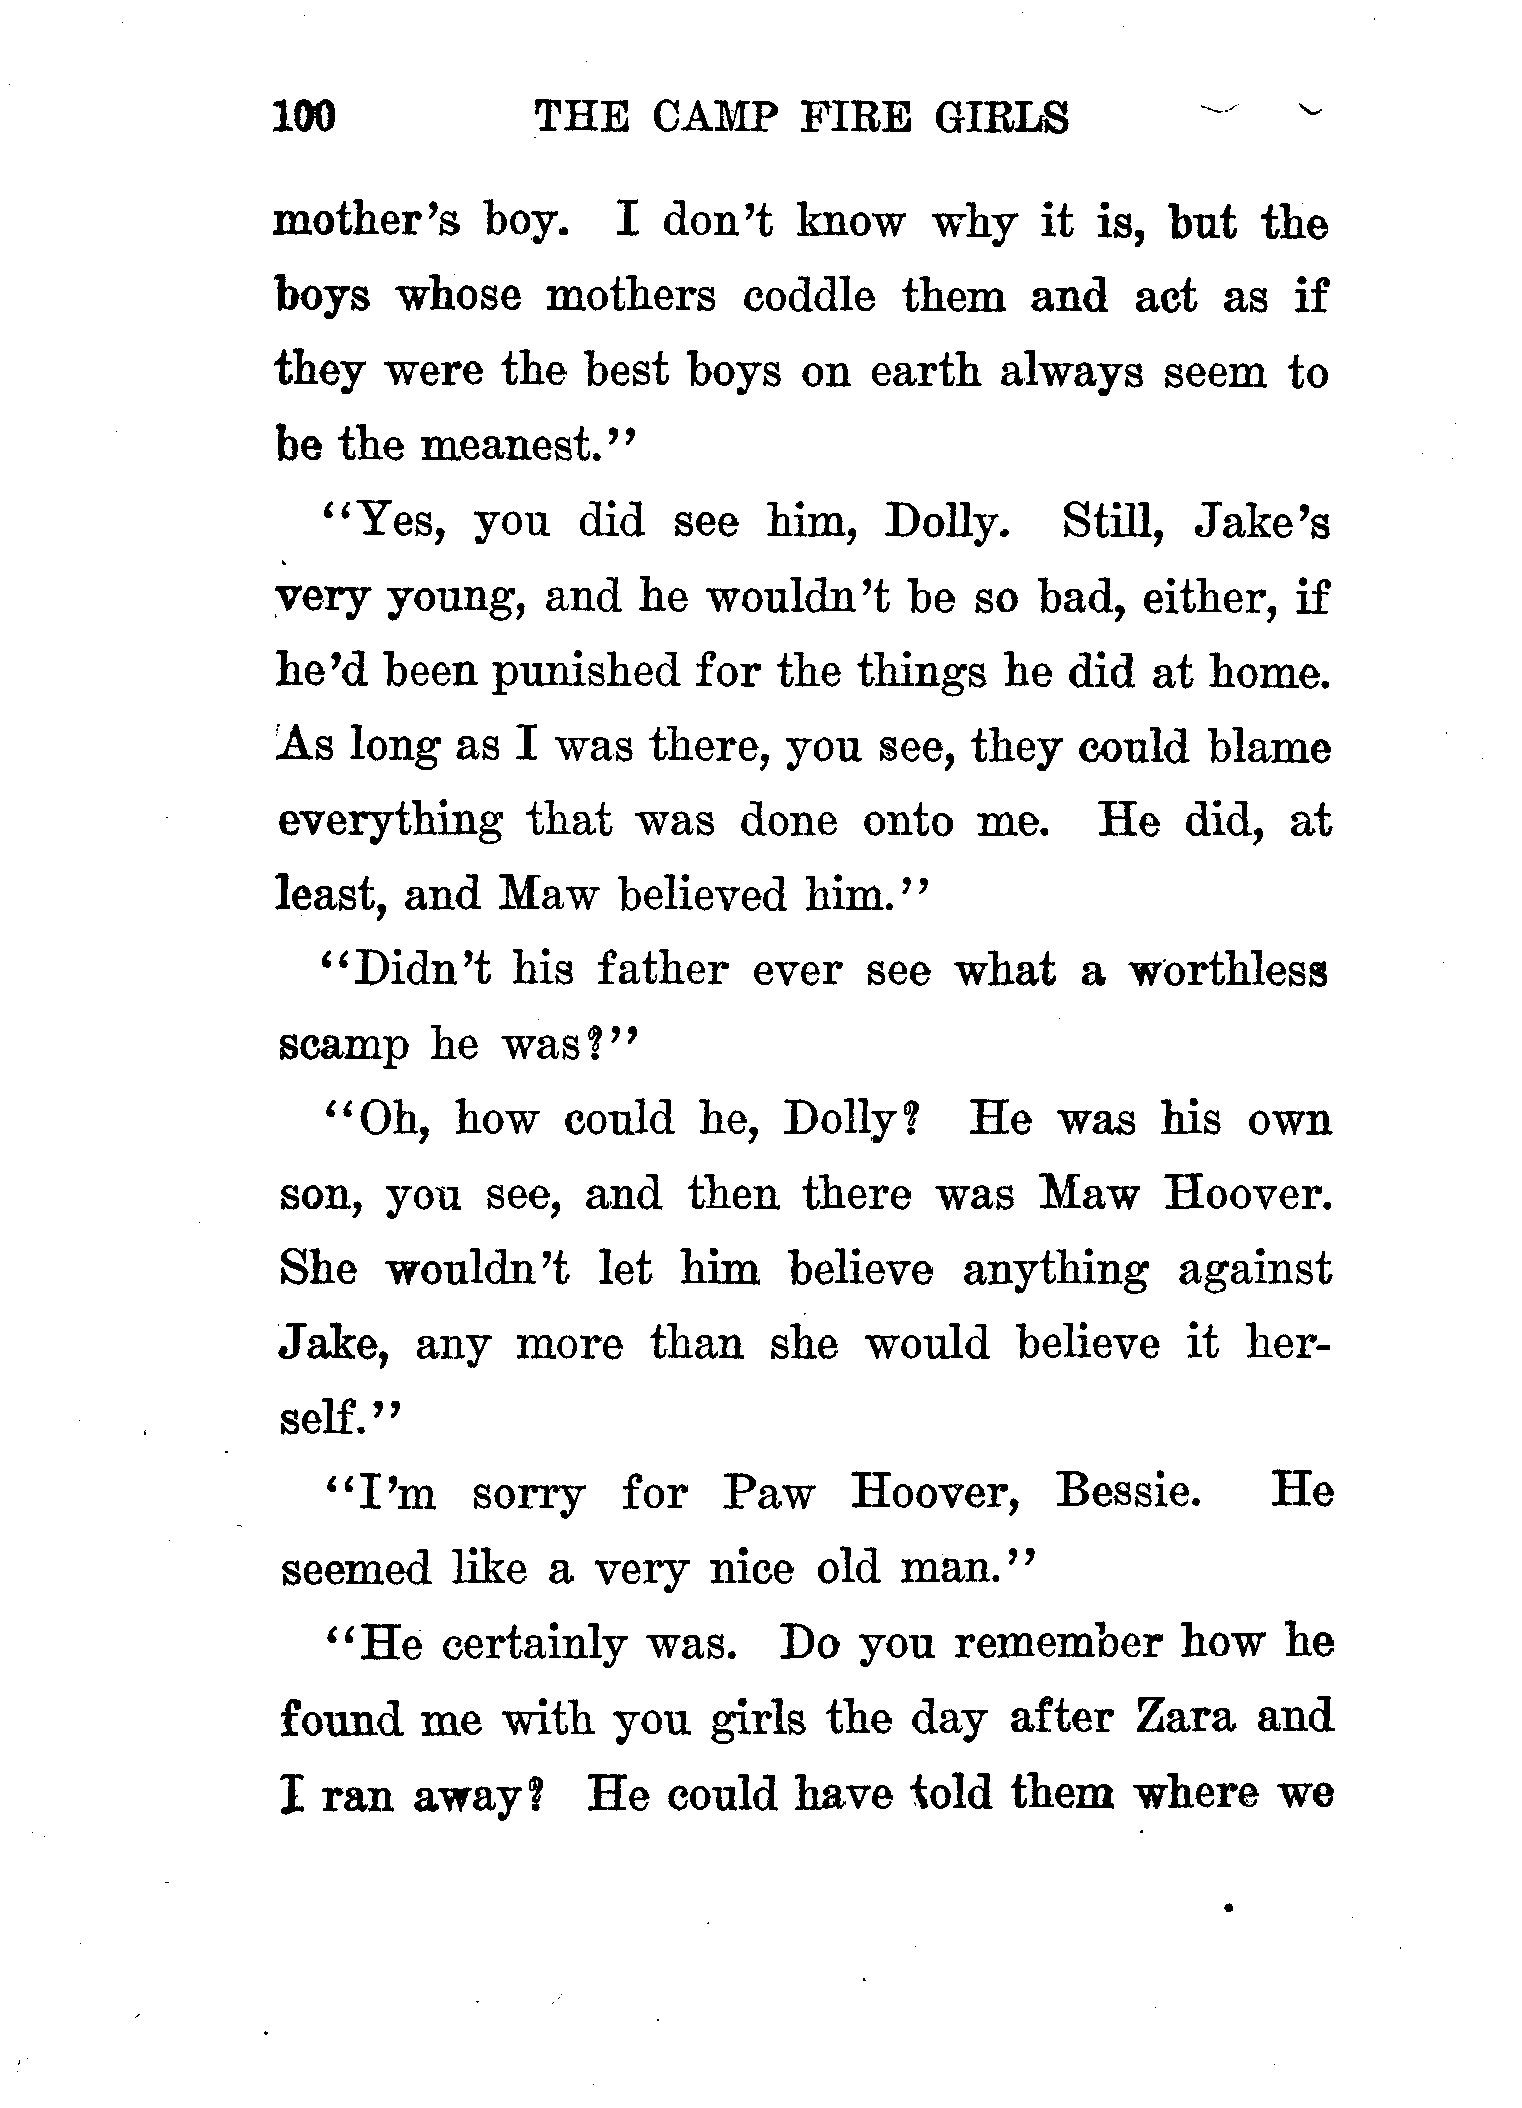 100 THE CAMP FIRE GIRLS
mother's boy. I don't know why it is, but the
boys whose mothers coddle them and act as if
they were the best boys on earth always seem to
be the meanest."
"Yes, you did see him, Dolly. Still, Jake's
very young, and he wouldn't be so bad, either, if
he'd been punished for the things he did at home.
As long as I was there, you see, they could blame
everything that was done onto me. He did, at
least, and Maw believed him."
"Didn't his father ever see what a worthless
scamp he was?"
"Oh, how could he, Dolly? He was his own
son, you see, and then there was Maw Hoover.
She wouldn't let him believe anything against
Jake, any more than she would believe it her-
self."
"I'm sorry for Paw Hoover, Bessie. He
seemed like a very nice old man."
"He certainly was. Do you remember how he
found me with you girls the day after Zara and
I ran away? He could have told them where we